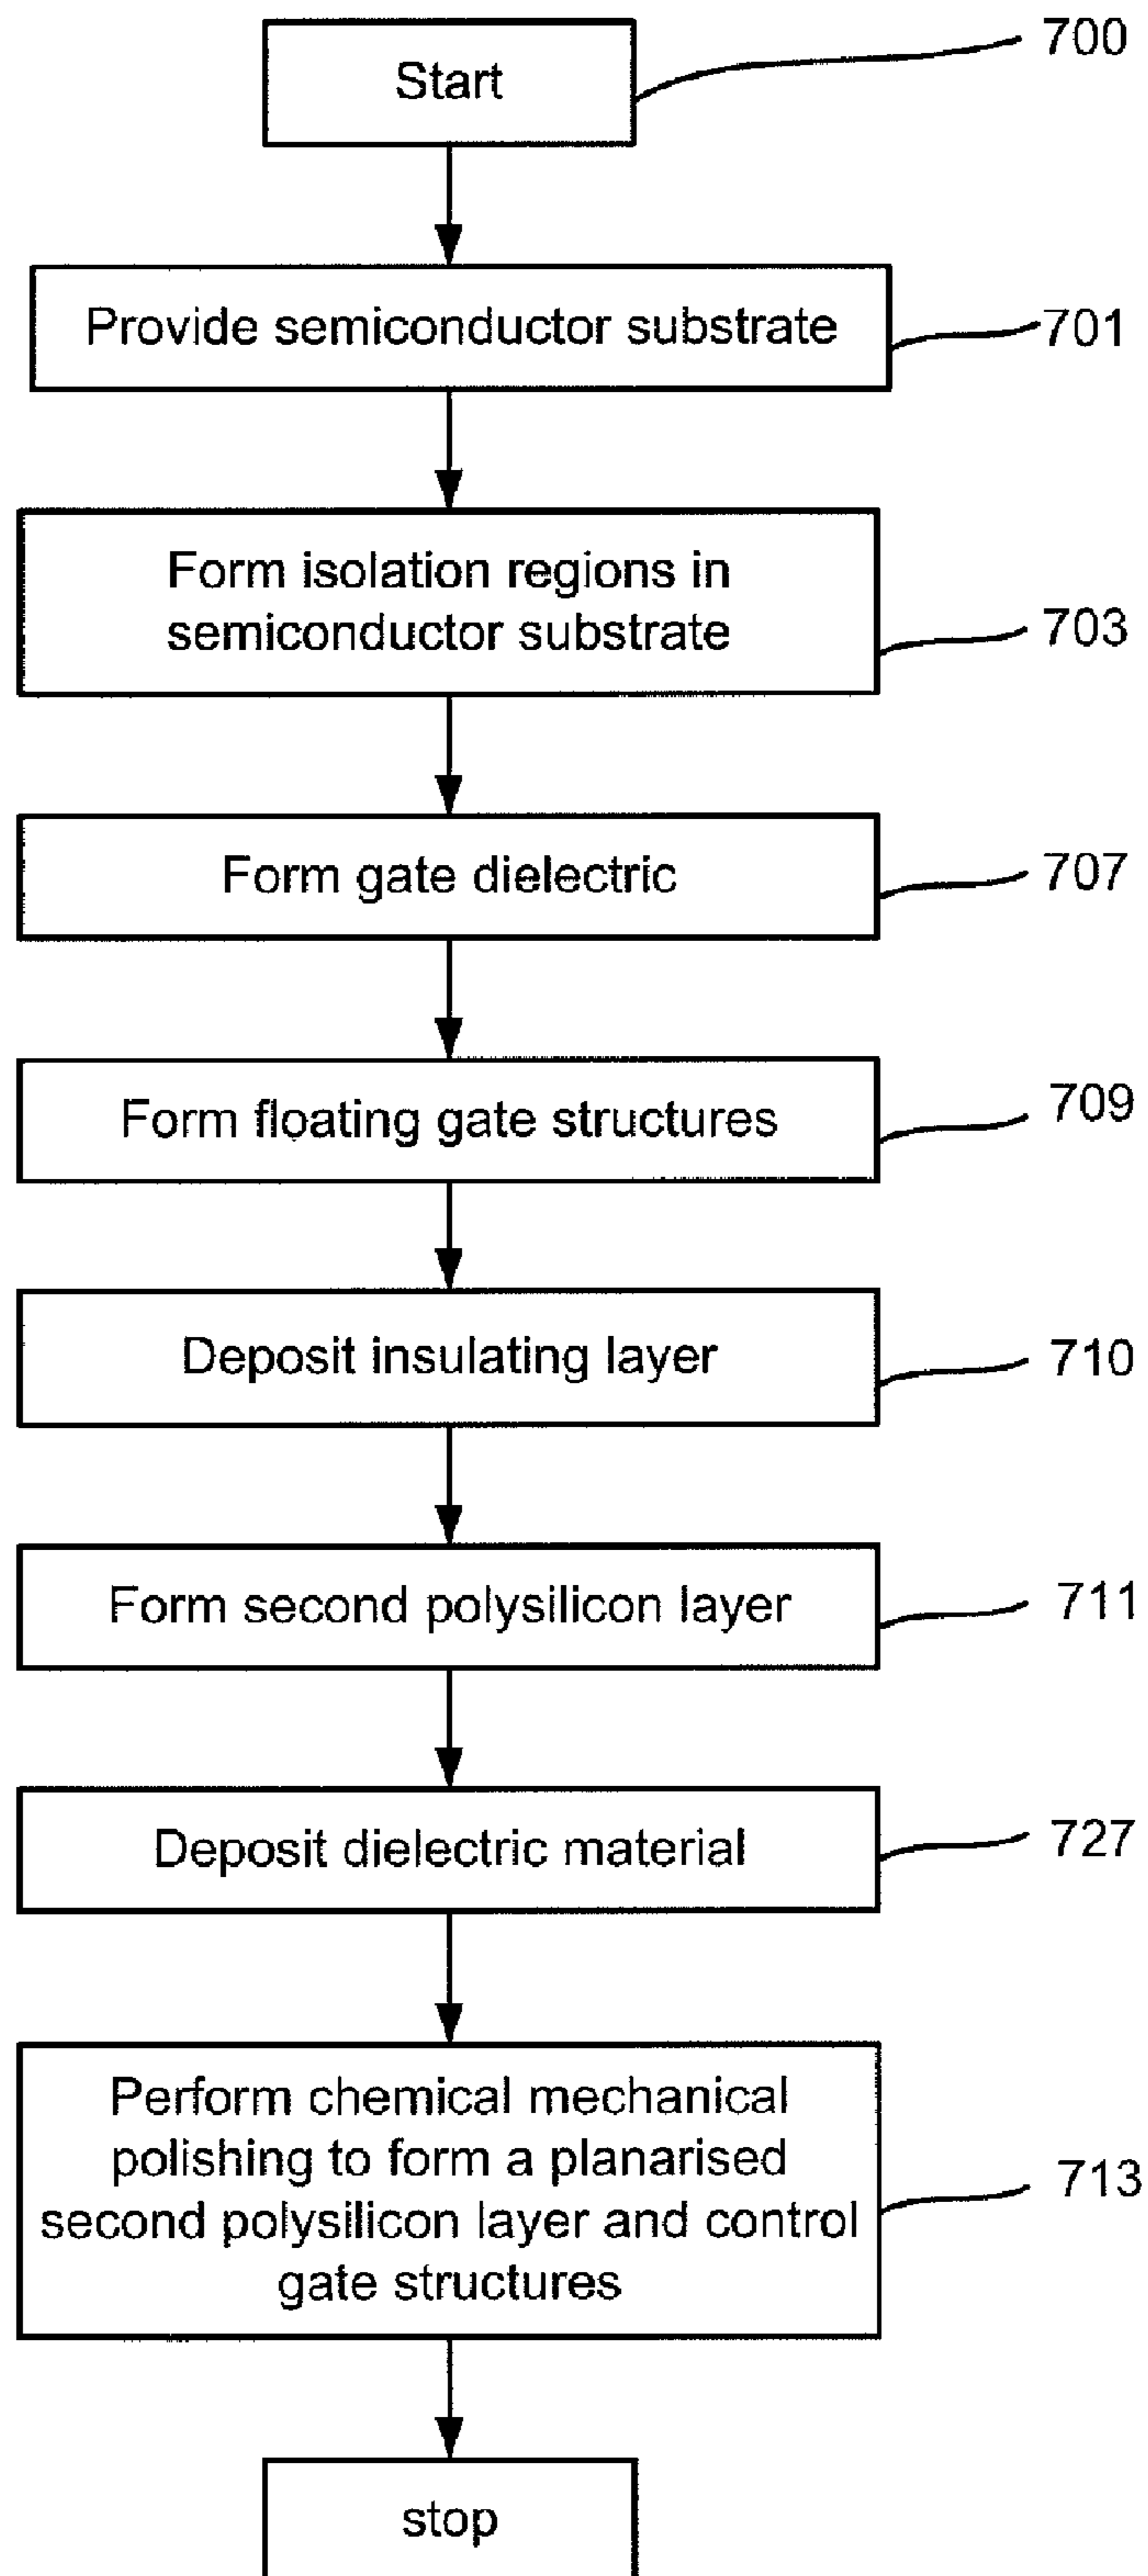 Start
700
Provide semiconductor substrate
701
Form isolation regions in
semiconductor substrate
703
Form gate dielectric
707
Form floating gate structures
709
Deposit insulating layer
710
Form second polysilicon layer
711
Deposit dielectric material
727
Perform chemical mechanical
polishing to form a planarised
second polysilicon layer and control
gate structures
713
stop